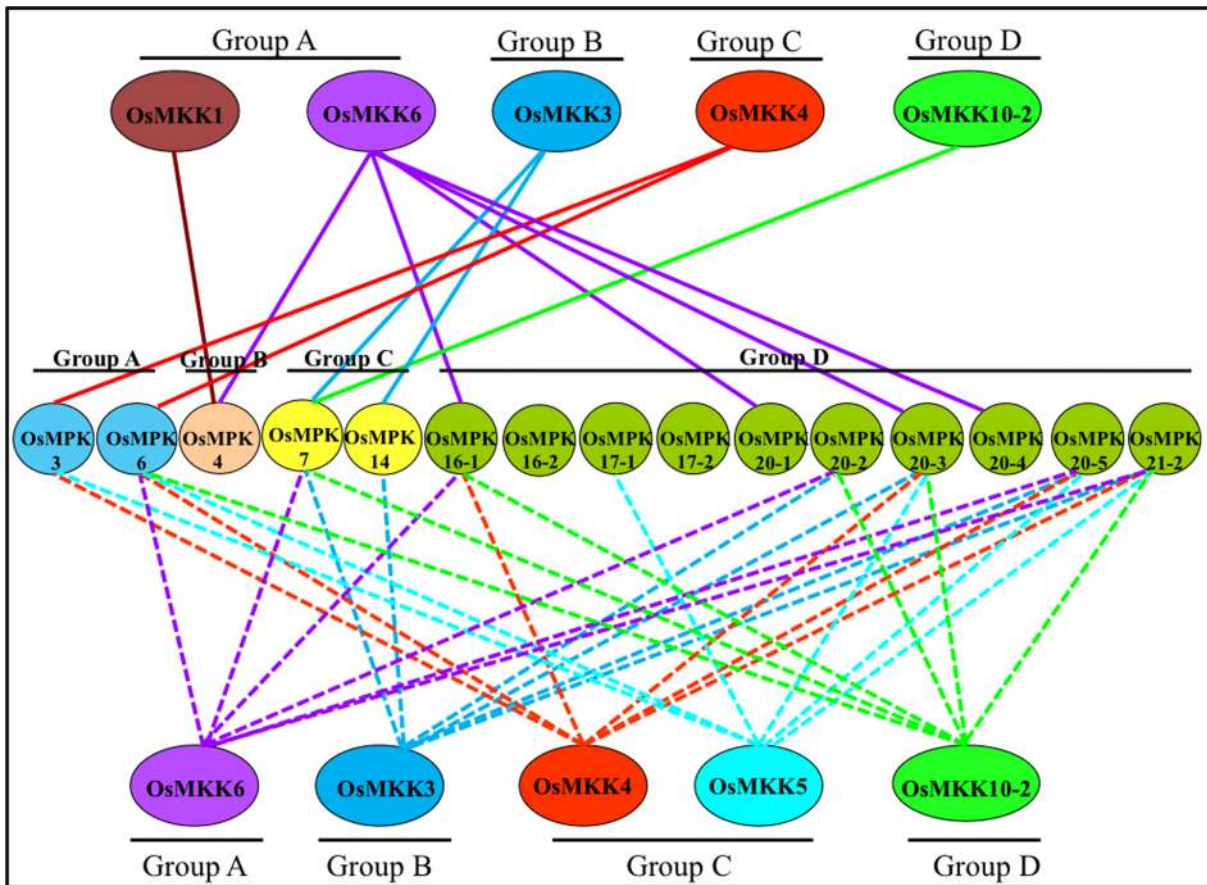 Group A
Group B
Group C
Group D
OsMKK1
OsMKK6
OsMKK3
OsMKK4
OsMKK10-2
Group A
Group B
Group C
Group D
OsMPK
3
OsMPK
6
OsMPK
4
OsMPK
7
OsMPK
14
OsMPK
16-1
OsMPK
16-2
OsMPK
17-1
OsMPK
17-2
OsMPK
20-1
OsMPK
20-2
OsMPK
20-3
OsMPK
20-4
OsMPK
20-5
OsMPK
21-2
OsMKK6
OsMKK3
OsMKK4
OsMKK5
OsMKK10-2
Group A
Group B
Group C
Group D